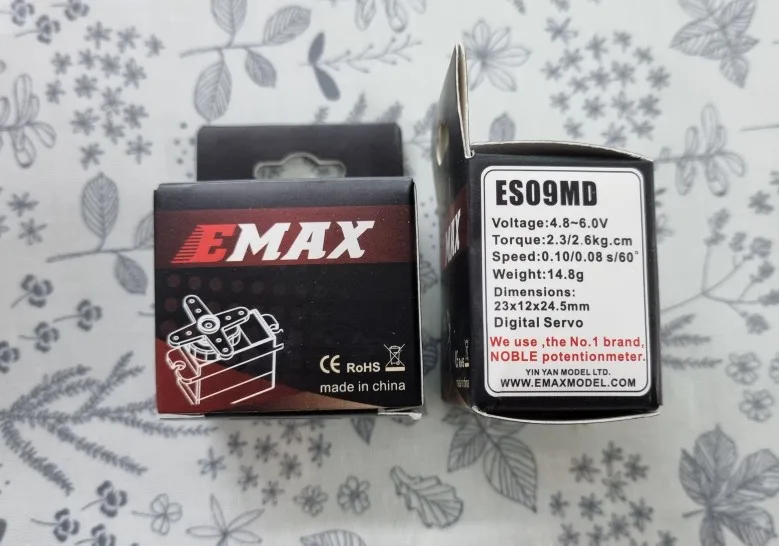 EMAX
CE RoHS
made in china
ES09MD
Voltage:4.8~6.0V
Torque:2.3/2.6kg.cm
Speed:0.10/0.08 s/60°
Weight:14.8g
Dimensions:
23x12x24.5mm
Digital Servo
We use ,the No.1 brand,
NOBLE potentionmeter.
YIN YAN MODEL LTD.
WWW.EMAXMODEL.COM